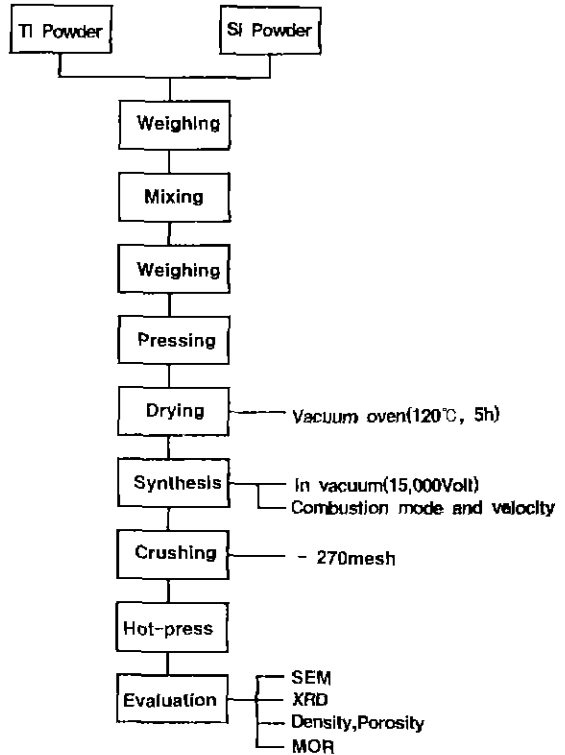 Ti Powder
Si Powder
Weighing
Mixing
Weighing
Pressing
Drying
Vacuum oven(120℃, 5h)
Synthesis
In vacuum(15,000Volt)
Combustion mode and velocity
Crushing
- 270mesh
Hot-press
Evaluation
SEM
XRD
Density,Porosity
MOR